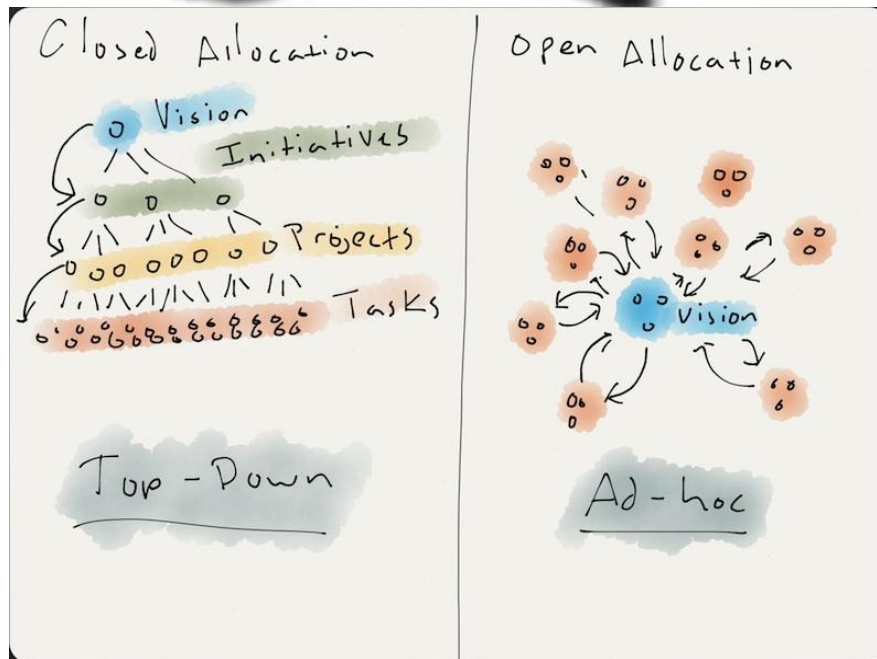 Closed Allocation
Vision
Initiatives
Projects
Tasks
Top-Down
Open Allocation
Vision
Ad-hoc